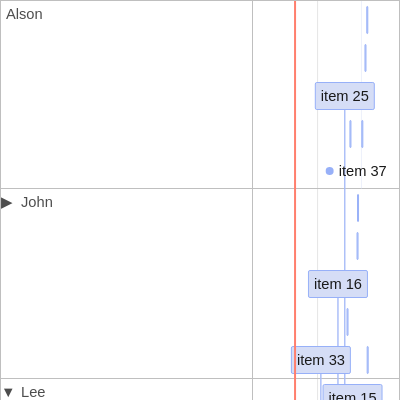 Alson
item 25
item 37
▶ John
item 16
item 33
▼ Lee
item 15